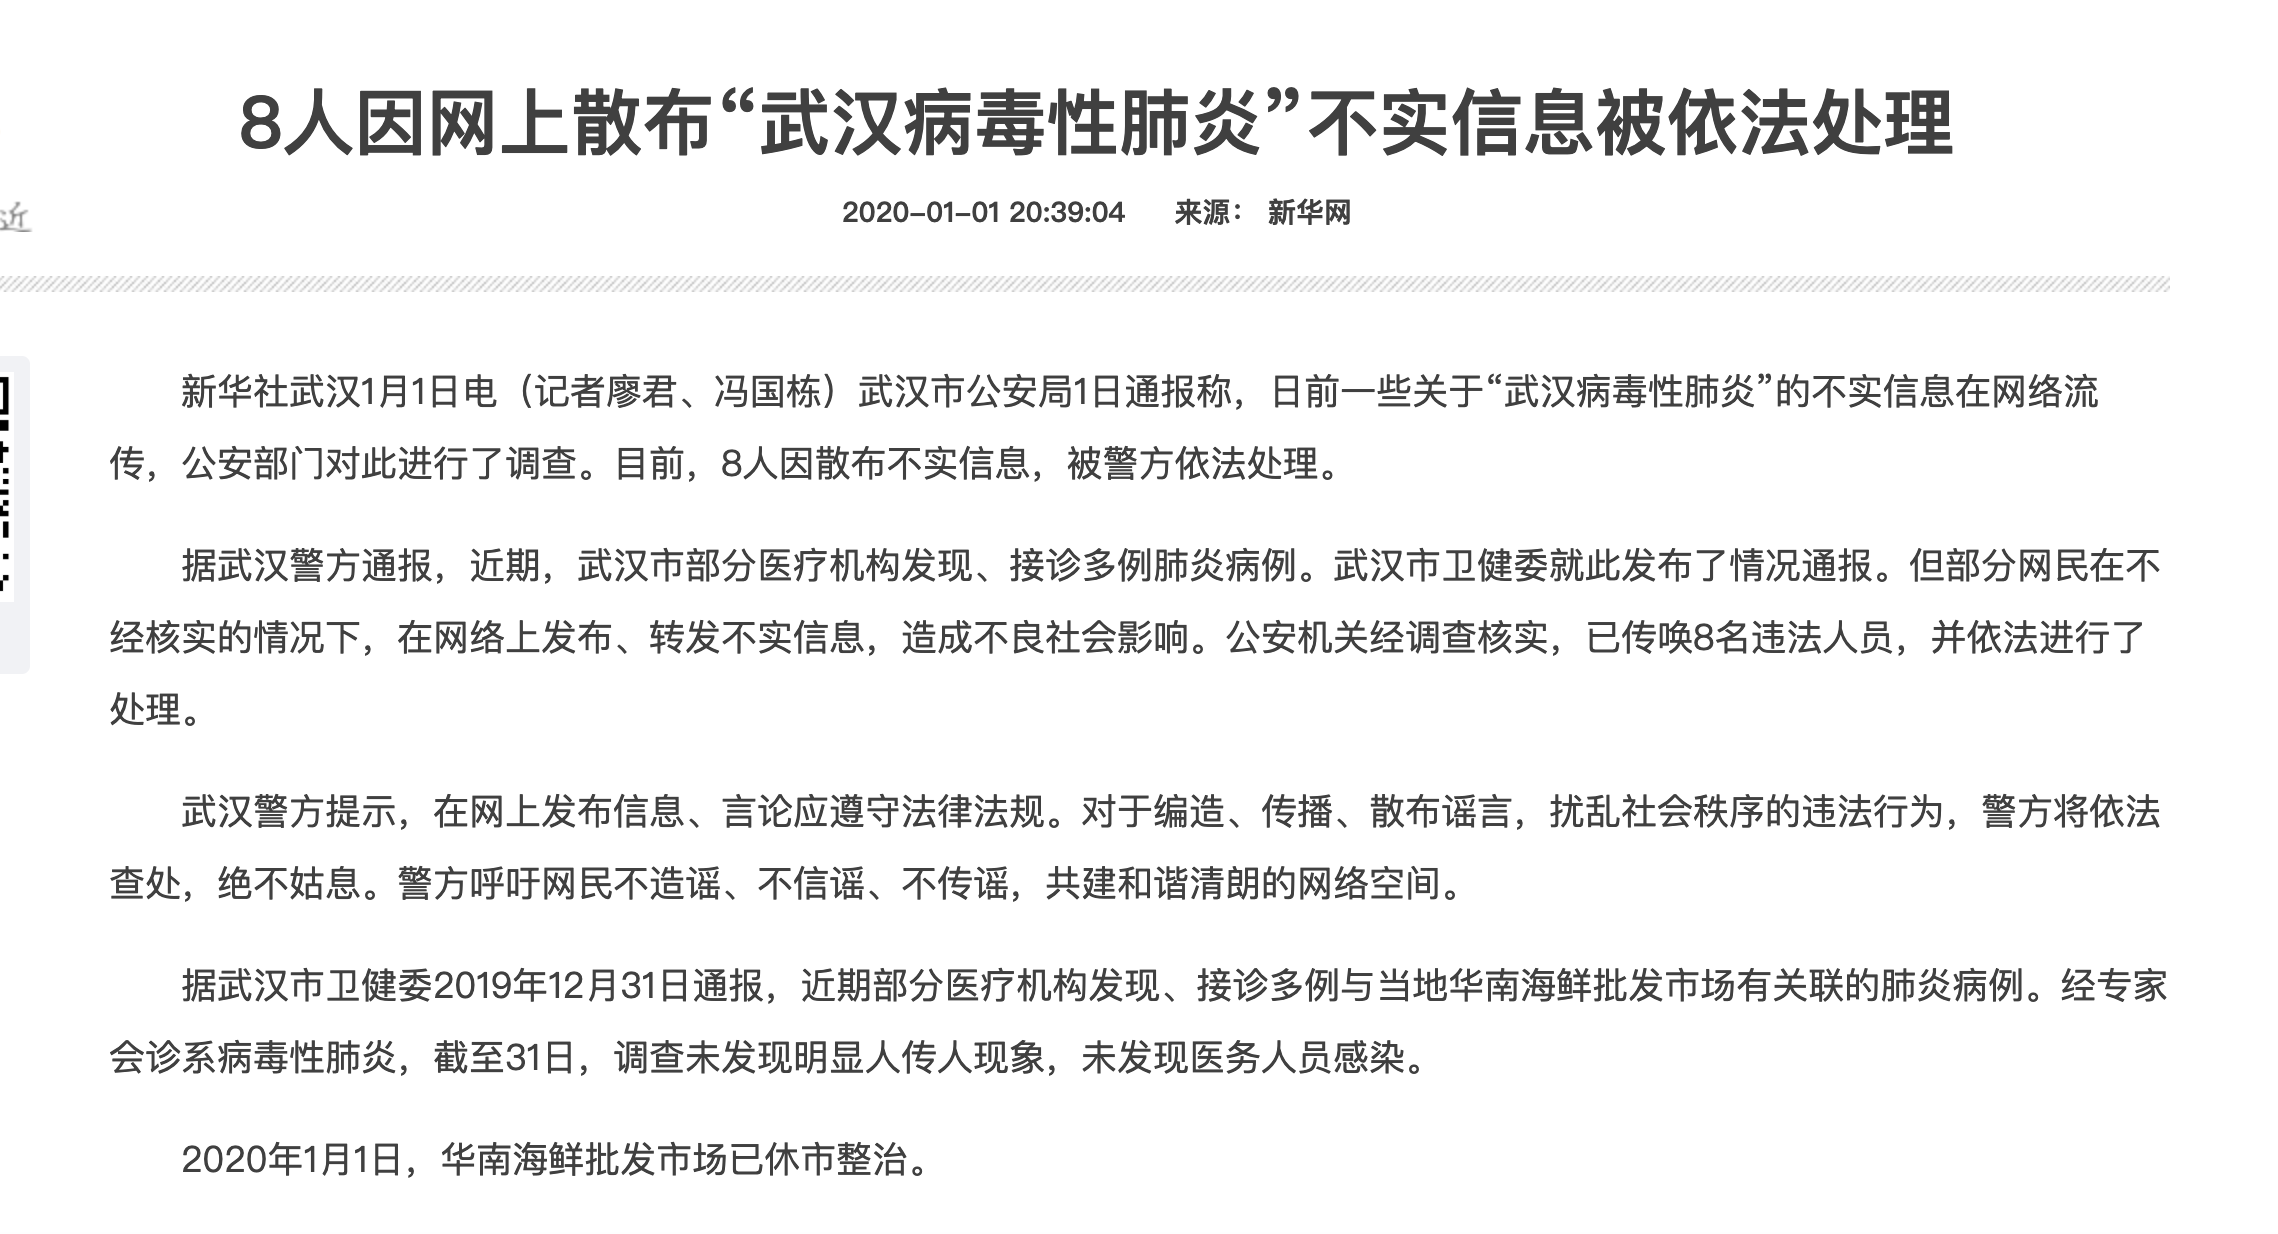 8人因网上散布“武汉病毒性肺炎”不实信息被依法处理
2020-01-01 20:39:04 来源： 新华网
近
新华社武汉1月1日电（记者廖君、冯国栋）武汉市公安局1日通报称，日前一些关于“武汉病毒性肺炎”的不实信息在网络流
传，公安部门对此进行了调查。目前，8人因散布不实信息，被警方依法处理。
据武汉警方通报，近期，武汉市部分医疗机构发现、接诊多例肺炎病例。武汉市卫健委就此发布了情况通报。但部分网民在不
经核实的情况下，在网络上发布、转发不实信息，造成不良社会影响。公安机关经调查核实，已传唤8名违法人员，并依法进行了
处理。
武汉警方提示，在网上发布信息、言论应遵守法律法规。对于编造、传播、散布谣言，扰乱社会秩序的违法行为，警方将依法
查处，绝不姑息。警方呼吁网民不造谣、不信谣、不传谣，共建和谐清朗的网络空间。
据武汉市卫健委2019年12月31日通报，近期部分医疗机构发现、接诊多例与当地华南海鲜批发市场有关联的肺炎病例。经专家
会诊系病毒性肺炎，截至31日，调查未发现明显人传人现象，未发现医务人员感染。
2020年1月1日，华南海鲜批发市场已休市整治。